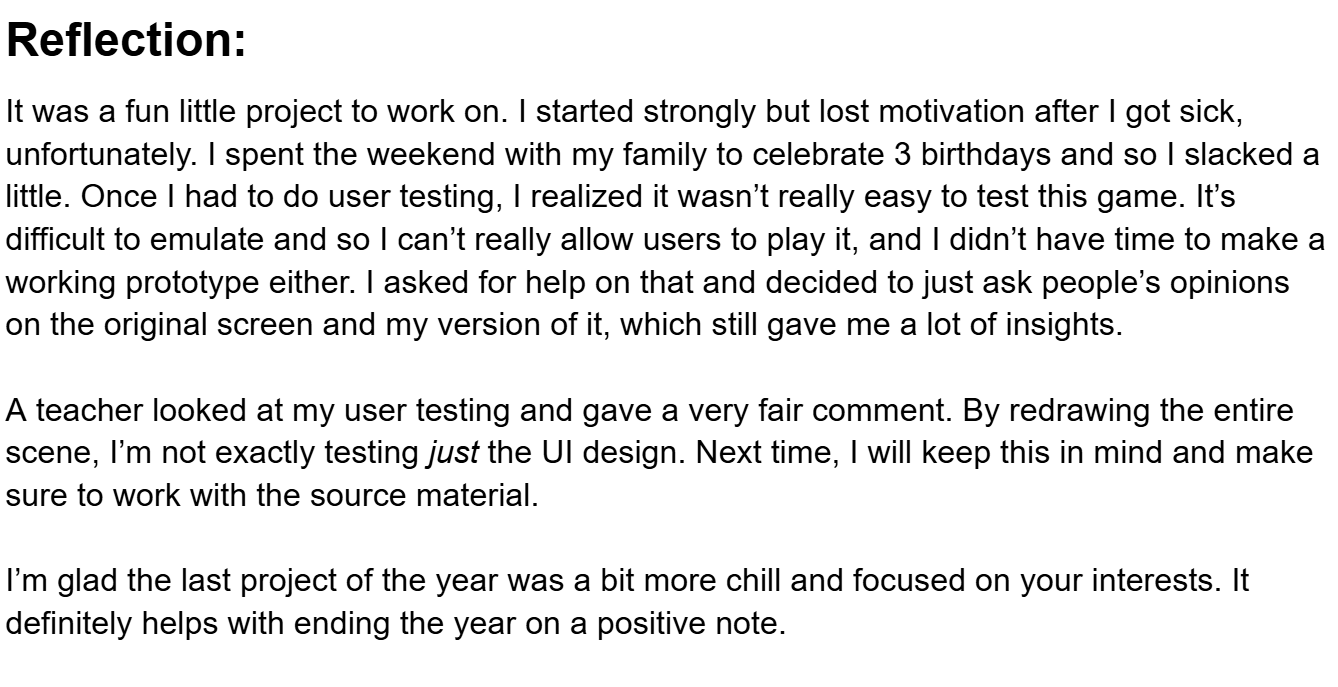 Reflection:
It was a fun little project to work on. I started strongly but lost motivation after I got sick,
unfortunately. I spent the weekend with my family to celebrate 3 birthdays and so I slacked a
little. Once I had to do user testing, I realized it wasn’t really easy to test this game. It’s
difficult to emulate and so I can’t really allow users to play it, and I didn’t have time to make a
working prototype either. I asked for help on that and decided to just ask people’s opinions
on the original screen and my version of it, which still gave me a lot of insights.
A teacher looked at my user testing and gave a very fair comment. By redrawing the entire
scene, I’m not exactly testing just the UI design. Next time, I will keep this in mind and make
sure to work with the source material.
I’m glad the last project of the year was a bit more chill and focused on your interests. It
definitely helps with ending the year on a positive note.